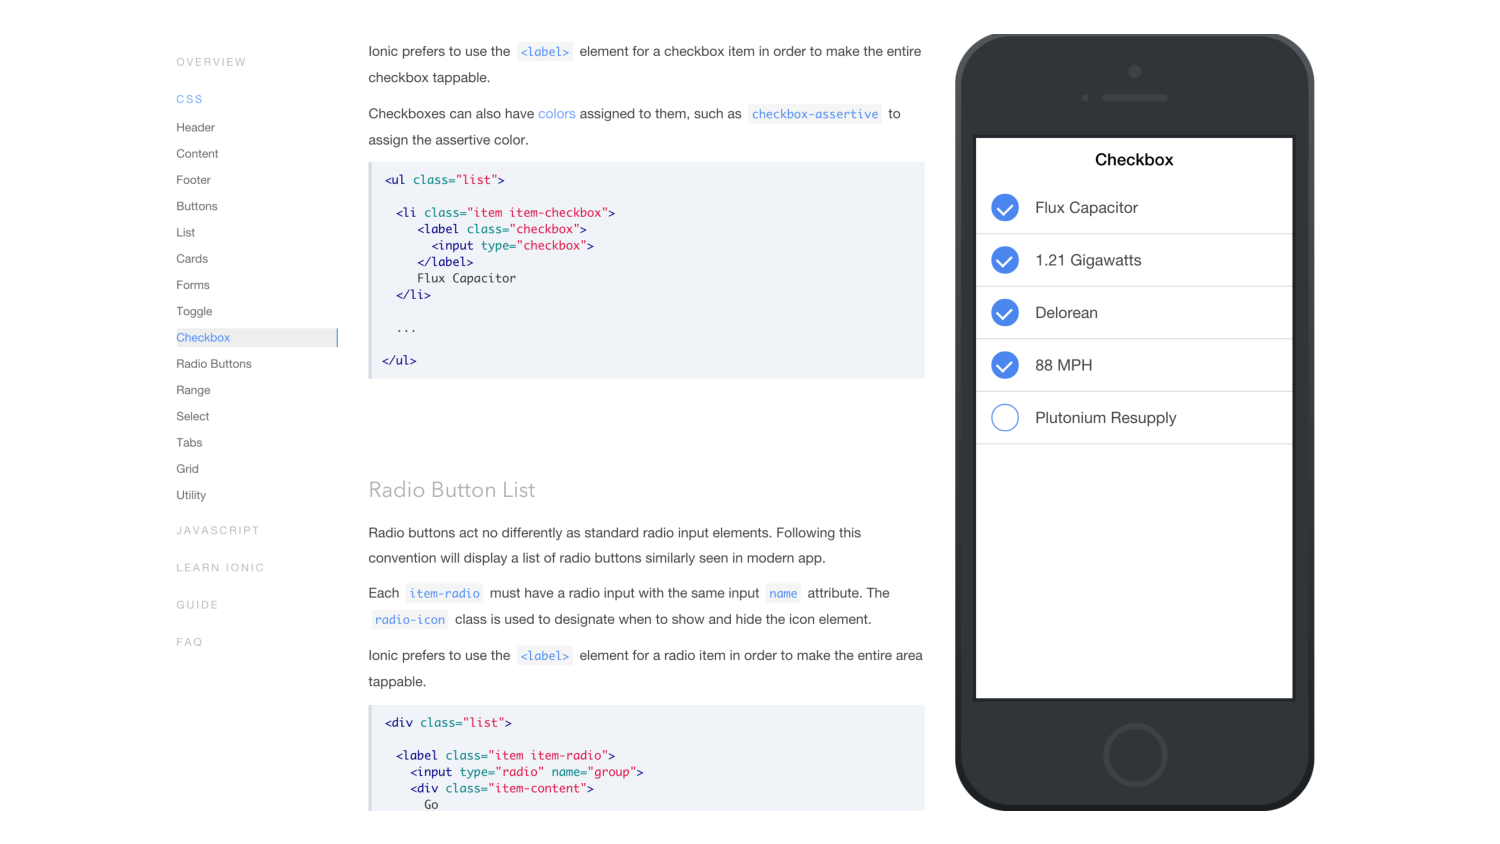 OVERVIEW
CSS
Header
Content
Footer
Buttons
List
Cards
Forms
Toggle
Checkbox
Radio Buttons
Range
Select
Tabs
Grid
Utility
JAVASCRIPT
LEARN IONIC
GUIDE
FAQ
Ionic prefers to use the <label> element for a checkbox item in order to make the entire
checkbox tappable.
Checkboxes can also have colors assigned to them, such as checkbox-assertive to
assign the assertive color.
<ul class="list">
<li class="item item-checkbox">
<label class="checkbox">
<input type="checkbox">
</label>
Flux Capacitor
</li>
...
</ul>
Radio Button List
Radio buttons act no differently as standard radio input elements. Following this
convention will display a list of radio buttons similarly seen in modern app.
Each item-radio must have a radio input with the same input name attribute. The
radio-icon class is used to designate when to show and hide the icon element.
Ionic prefers to use the <label> element for a radio item in order to make the entire area
tappable.
<div class="list">
<label class="item item-radio">
<input type="radio" name="group">
<div class="item-content">
Go
Checkbox
Flux Capacitor
1.21 Gigawatts
Delorean
88 MPH
Plutonium Resupply